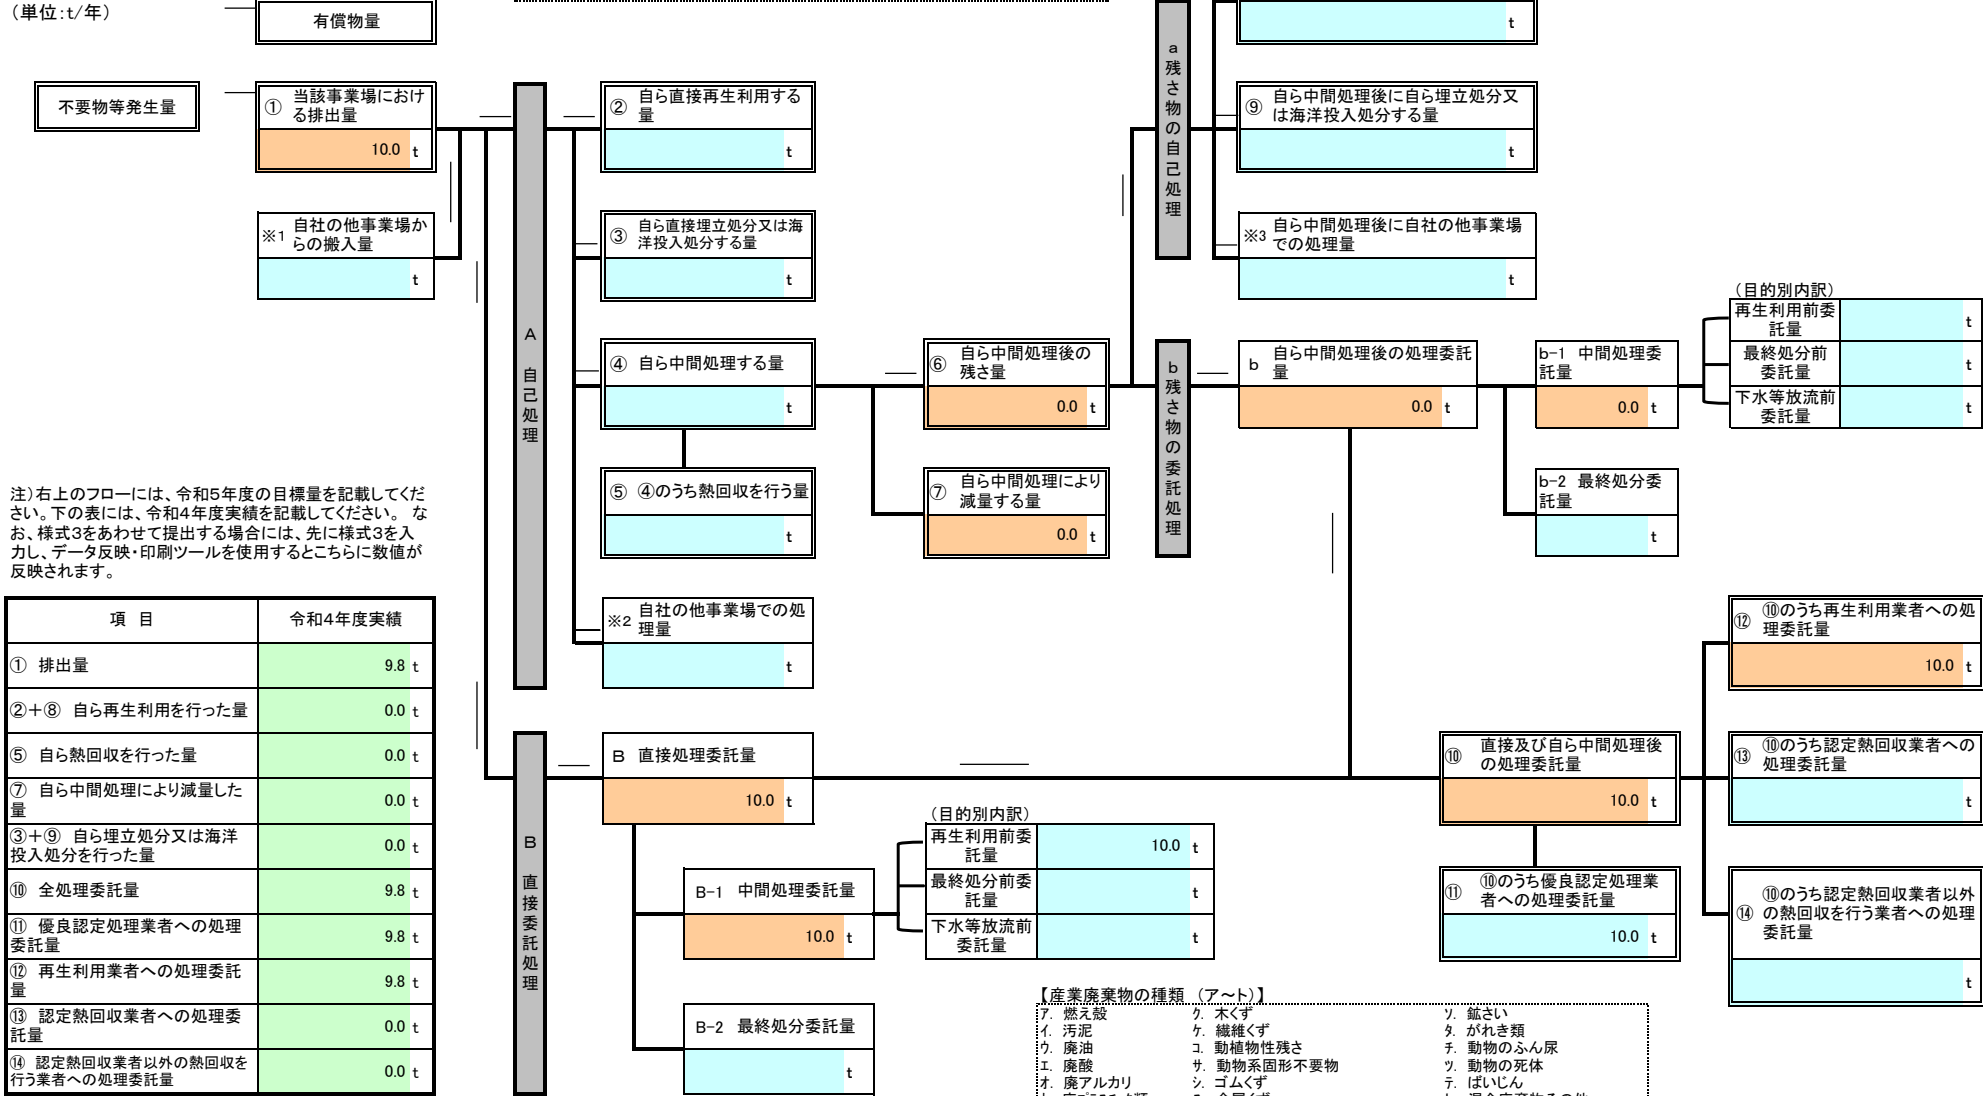 （単位:t/年）
有償物量
t
不要物等発生量
① 当該事業場におけ
る排出量
10.0 t
※1 自社の他事業場か
らの搬入量
t
A 自己処理
② 自ら直接再生利用する
量
t
③ 自ら直接埋立処分又は海
洋投入処分する量
t
④ 自ら中間処理する量
t
⑤ ④のうち熱回収を行う量
t
※2 自社の他事業場での処
理量
t
⑥ 自ら中間処理後の
残さ量
0.0 t
⑦ 自ら中間処理により
減量する量
0.0 t
a 残さ物の自己処理
⑨ 自ら中間処理後に自ら埋立処分又
は海洋投入処分する量
t
※3 自ら中間処理後に自社の他事業場
での処理量
t
b 残さ物の委託処理
b 自ら中間処理後の処理委託
量
0.0 t
b-1 中間処理委
託量
0.0 t
（目的別内訳）
再生利用前委
託量
t
最終処分前
委託量
t
下水等放流前
委託量
t
b-2 最終処分委
託量
t
注）右上のフローには、令和5年度の目標量を記載してくだ
さい。下の表には、令和4年度実績を記載してください。 な
お、様式3をあわせて提出する場合には、先に様式3を入
力し、データ反映・印刷ツールを使用するとこちらに数値が
反映されます。
項 目 令和4年度実績
① 排出量 9.8 t
②＋⑧ 自ら再生利用を行った量 0.0 t
⑤ 自ら熱回収を行った量 0.0 t
⑦ 自ら中間処理により減量した
量 0.0 t
③＋⑨ 自ら埋立処分又は海洋
投入処分を行った量 0.0 t
⑩ 全処理委託量 9.8 t
⑪ 優良認定処理業者への処理
委託量 9.8 t
⑫ 再生利用業者への処理委託
量 9.8 t
⑬ 認定熱回収業者への処理委
託量 0.0 t
⑭ 認定熱回収業者以外の熱回収を
行う業者への処理委託量 0.0 t
B 直接委託処理
B 直接処理委託量
10.0 t
B-1 中間処理委託量
10.0 t
B-2 最終処分委託量
t
（目的別内訳）
再生利用前委
託量
10.0 t
最終処分前委
託量
t
下水等放流前
委託量
t
⑩ 直接及び自ら中間処理後
の処理委託量
10.0 t
⑪ ⑩のうち優良認定処理業
者への処理委託量
10.0 t
⑫ ⑩のうち再生利用業者への処
理委託量
10.0 t
⑬ ⑩のうち認定熱回収業者への
処理委託量
t
⑭ ⑩のうち認定熱回収業者以外
の熱回収を行う業者への処理
委託量
t
【産業廃棄物の種類 （ア～ト）】
ア. 燃え殻 ク. 木くず ソ. 鉱さい
イ. 汚泥 ケ. 繊維くず タ. がれき類
ウ. 廃油 コ. 動植物性残さ チ. 動物のふん尿
エ. 廃酸 サ. 動物系固形不要物 ツ. 動物の死体
オ. 廃アルカリ シ. ゴムくず テ. ばいじん